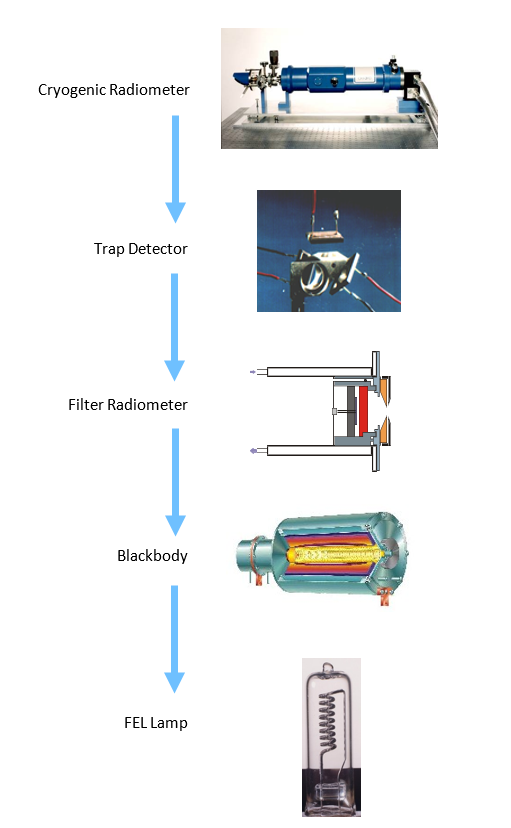 Cryogenic Radiometer
Trap Detector
Filter Radiometer
Blackbody
FEL Lamp